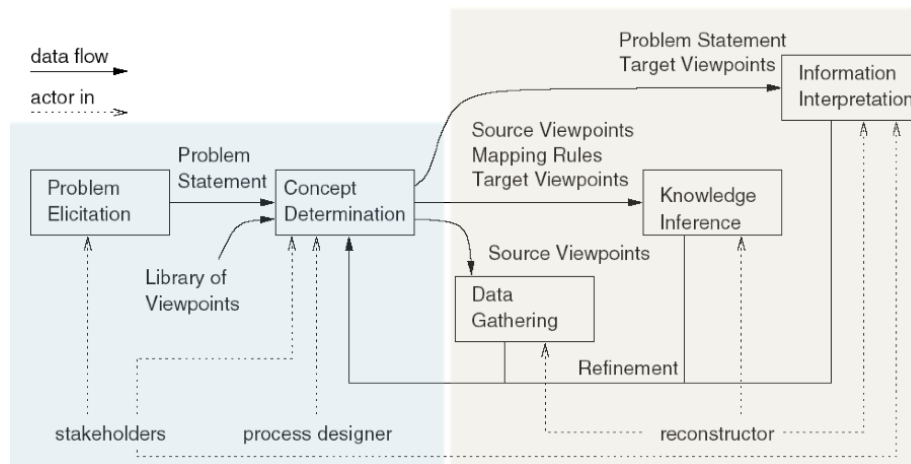 data flow
actor in
Problem Statement
Target Viewpoints
Information
Interpretation
Source Viewpoints
Mapping Rules
Target Viewpoints
Problem
Statement
Problem
Elicitation
Concept
Determination
Knowledge
Inference
Library of
Viewpoints
Source Viewpoints
Data
Gathering
Refinement
stakeholders
process designer
reconstructor